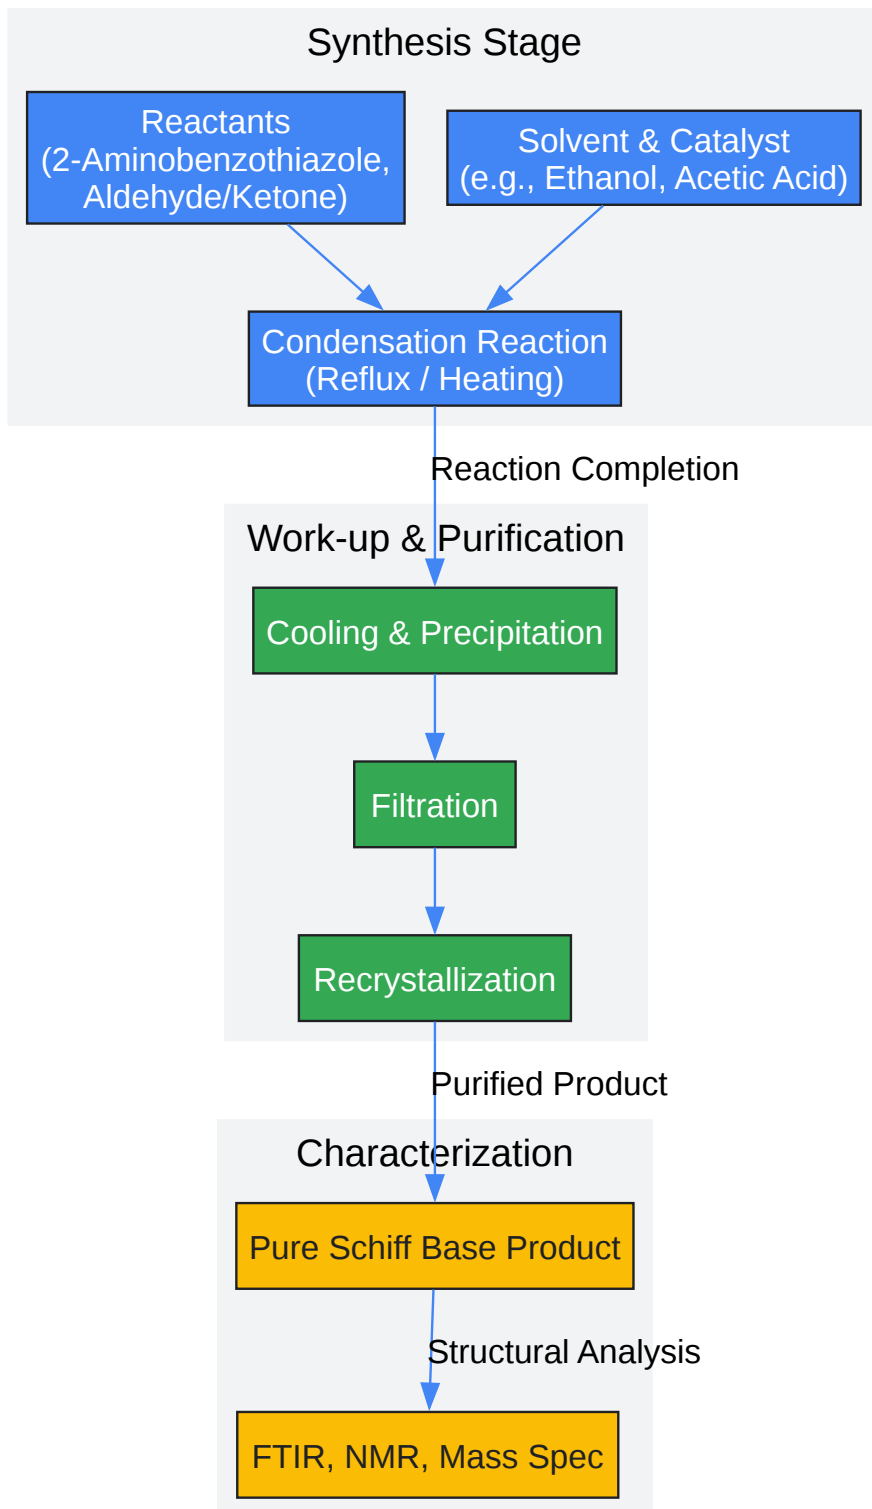 Synthesis Stage
Reactants
(2-Aminobenzothiazole,
Aldehyde/Ketone)
Solvent & Catalyst
(e.g., Ethanol, Acetic Acid)
Condensation Reaction
(Reflux / Heating)
Reaction Completion
Work-up & Purification
Cooling & Precipitation
Filtration
Recrystallization
Purified Product
Characterization
Pure Schiff Base Product
Structural Analysis
FTIR, NMR, Mass Spec